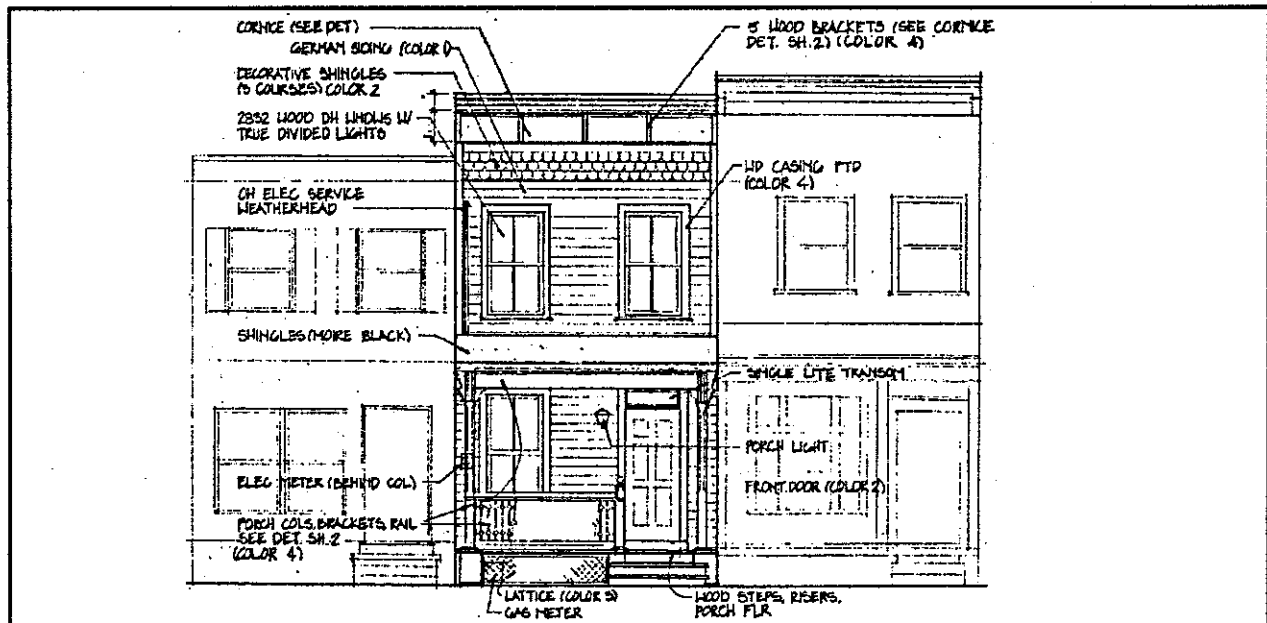 CORNICE (SEE DET)
GERMAN SIDING (COLOR 1)
DECORATIVE SHINGLES
(5 COURSES) COLOR 2
2832 WOOD DH WNDWS W/
TRUE DIVIDED LIGHTS
OH ELEC SERVICE
WEATHERHEAD
SHINGLES (MOIRE BLACK)
ELEC METER (BEHIND COL)
PORCH COLS, BRACKETS, RAIL
SEE DET. SH. 2
(COLOR 4)
LATTICE (COLOR 3)
GAS METER
5 WOOD BRACKETS (SEE CORNICE
DET. SH. 2) (COLOR 4)
WD CASING PTD
(COLOR 4)
SINGLE LITE TRANSOM
PORCH LIGHT
FRONT DOOR (COLOR 2)
WOOD STEPS, RISERS,
PORCH FLR